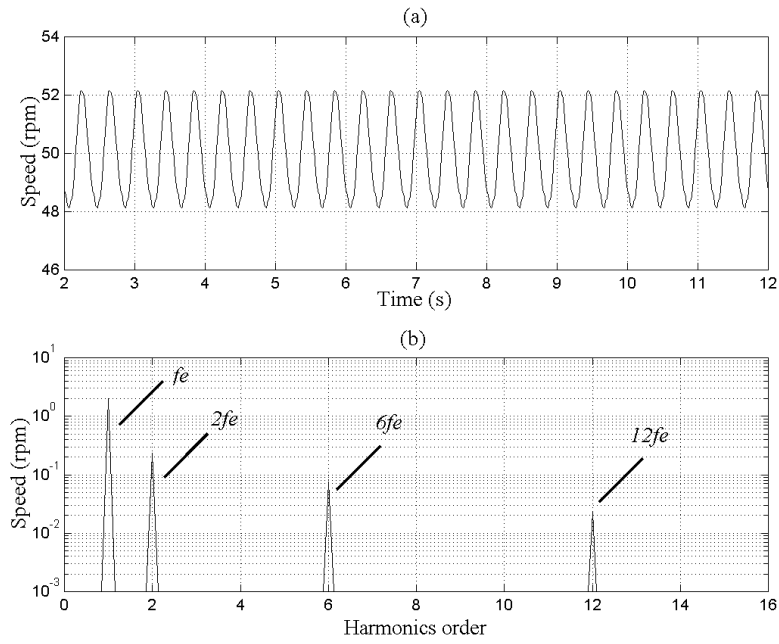 (a)
54
52
50
48
46
Speed (rpm)
2 3 4 5 6 7 8 9 10 11 12
Time (s)
(b)
10^1
10^0
10^-1
10^-2
10^-3
Speed (rpm)
fe
2fe
6fe
12fe
0 2 4 6 8 10 12 14 16
Harmonics order